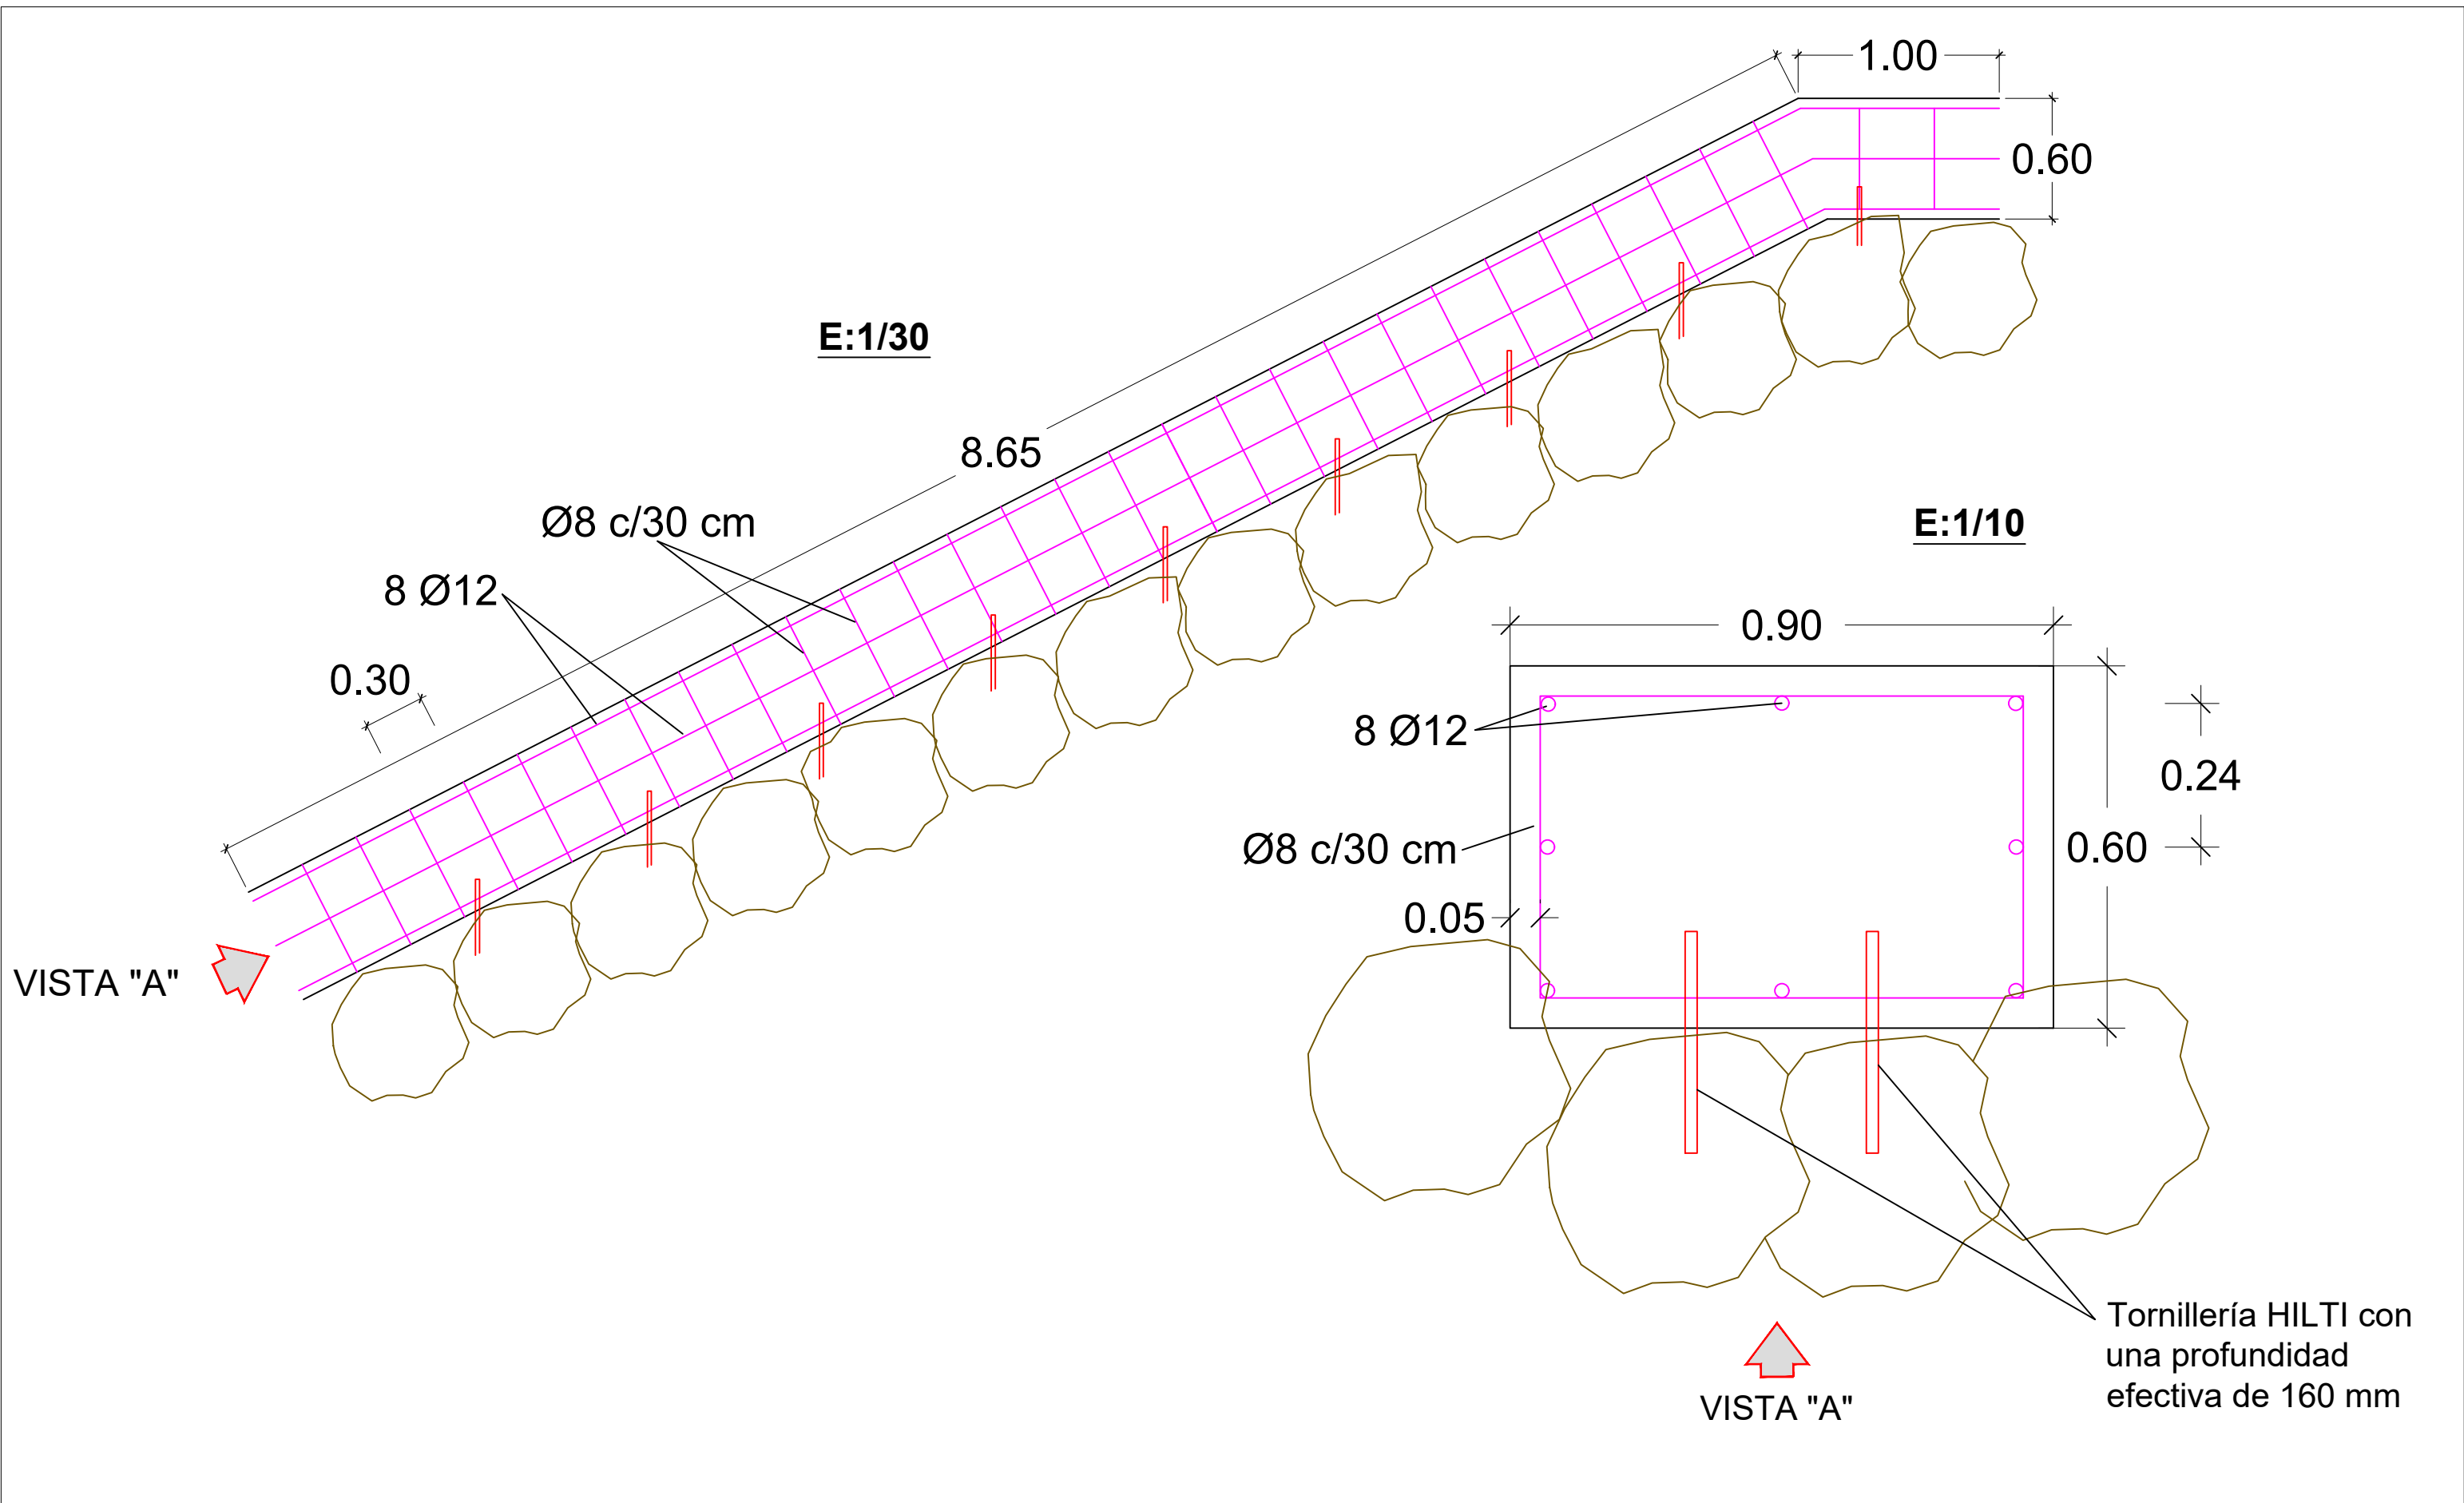 1.00
0.60
E:1/30
8.65
Ø8 c/30 cm
8 Ø12
0.30
VISTA "A"
E:1/10
0.90
8 Ø12
0.24
Ø8 c/30 cm
0.60
0.05
Tornillería HILTI con
una profundidad
efectiva de 160 mm
VISTA "A"